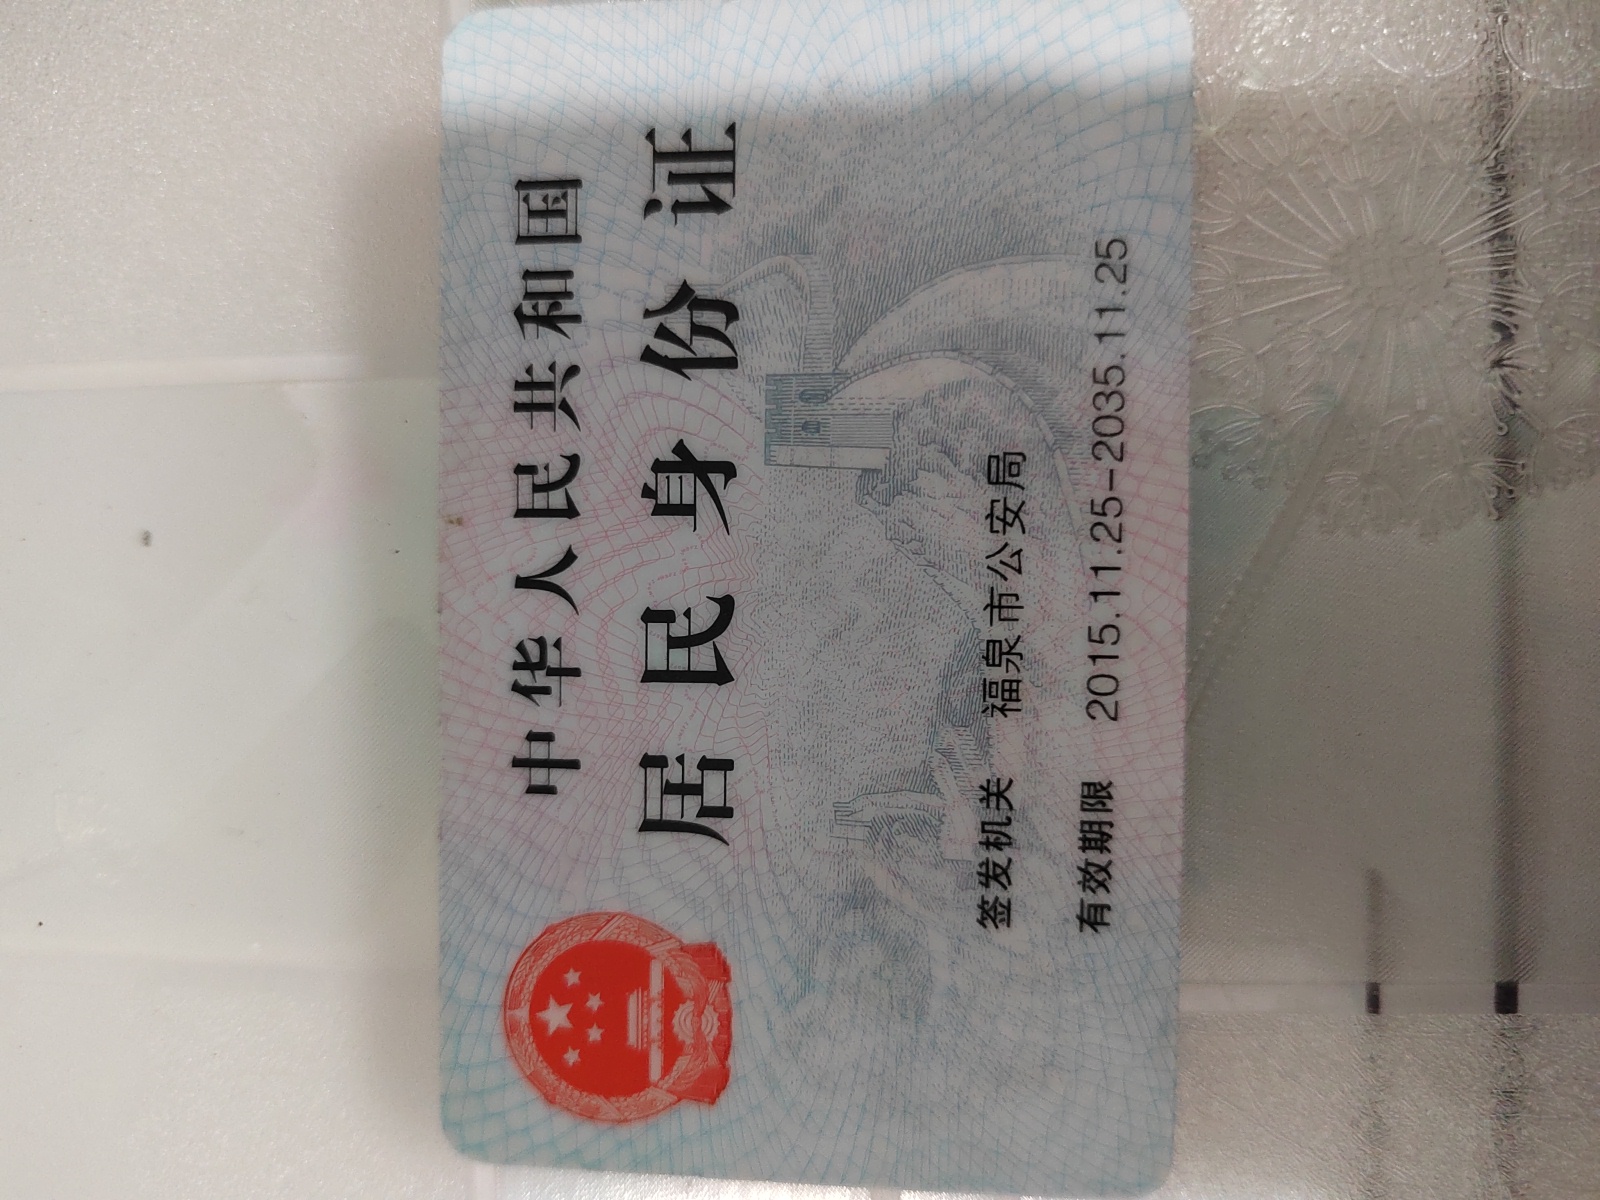 中华人民共和国
居民身份证
签发机关 福泉市公安局
有效期限 2015.11.25-2035.11.25